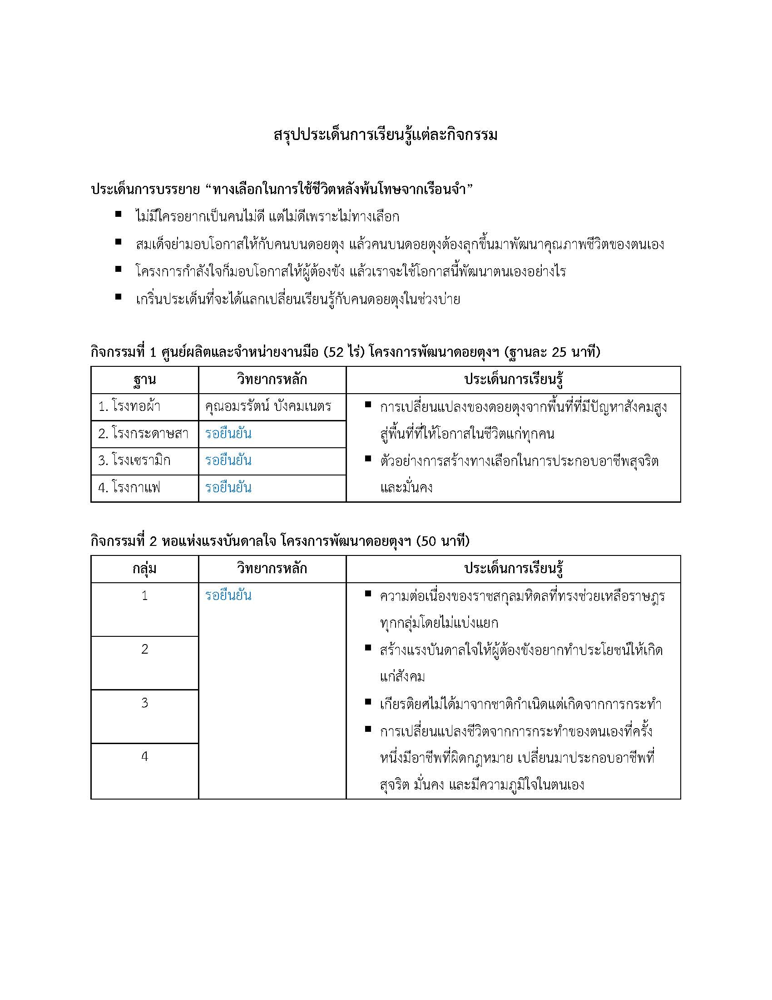 สรุปประเด็นการเรียนรู้แต่ละกิจกรรม
ประเด็นการบรรยาย “ทางเลือกในการใช้ชีวิตหลังพ้นโทษจากเรือนจำ”
▪ ไม่มีใครอยากเป็นคนไม่ดี แต่ไม่ดีเพราะไม่ทางเลือก
▪ สมเด็จย่ามอบโอกาสให้กับคนบนดอยตุง แล้วคนบนดอยตุงต้องลุกขึ้นมาพัฒนาคุณภาพชีวิตของตนเอง
▪ โครงการกำลังใจก็มอบโอกาสให้ผู้ต้องขัง แล้วเราจะใช้โอกาสนี้พัฒนาตนเองอย่างไร
▪ เกริ่นประเด็นที่จะได้แลกเปลี่ยนเรียนรู้กับคนดอยตุงในช่วงบ่าย
กิจกรรมที่ 1 ศูนย์ผลิตและจำหน่ายงานมือ (52 ไร่) โครงการพัฒนาดอยตุงฯ (ฐานละ 25 นาที)
ฐาน วิทยากรหลัก ประเด็นการเรียนรู้
1. โรงทอผ้า คุณอมรรัตน์ บังคมเนตร
2. โรงกระดาษสา รอยืนยัน
3. โรงเซรามิก รอยืนยัน
4. โรงกาแฟ รอยืนยัน
▪ การเปลี่ยนแปลงของดอยตุงจากพื้นที่ที่มีปัญหาสังคมสูง
สู่พื้นที่ที่ให้โอกาสในชีวิตแก่ทุกคน
▪ ตัวอย่างการสร้างทางเลือกในการประกอบอาชีพสุจริต
และมั่นคง
กิจกรรมที่ 2 หอแห่งแรงบันดาลใจ โครงการพัฒนาดอยตุงฯ (50 นาที)
กลุ่ม วิทยากรหลัก ประเด็นการเรียนรู้
1 รอยืนยัน
2
3
4
▪ ความต่อเนื่องของราชสกุลมหิดลที่ทรงช่วยเหลือราษฎร
ทุกกลุ่มโดยไม่แบ่งแยก
▪ สร้างแรงบันดาลใจให้ผู้ต้องขังอยากทำประโยชน์ให้เกิด
แก่สังคม
▪ เกียรติยศไม่ได้มาจากชาติกำเนิดแต่เกิดจากการกระทำ
▪ การเปลี่ยนแปลงชีวิตจากการกระทำของตนเองที่ครั้ง
หนึ่งมีอาชีพที่ผิดกฎหมาย เปลี่ยนมาประกอบอาชีพที่
สุจริต มั่นคง และมีความภูมิใจในตนเอง